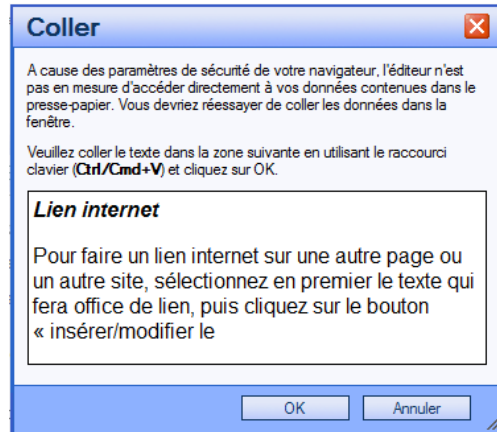 Coller
A cause des paramètres de sécurité de votre navigateur, l'éditeur n'est
pas en mesure d'accéder directement à vos données contenues dans le
presse-papier. Vous devriez réessayer de coller les données dans la
fenêtre.
Veuillez coller le texte dans la zone suivante en utilisant le raccourci
clavier (Ctrl/Cmd+V) et cliquez sur OK.
Lien internet
Pour faire un lien internet sur une autre page ou
un autre site, sélectionnez en premier le texte qui
fera office de lien, puis cliquez sur le bouton
« insérer/modifier le
OK Annuler